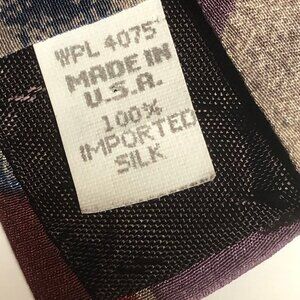 WPL 4075
MADE IN
U.S.A.
100%
IMPORTED
SILK